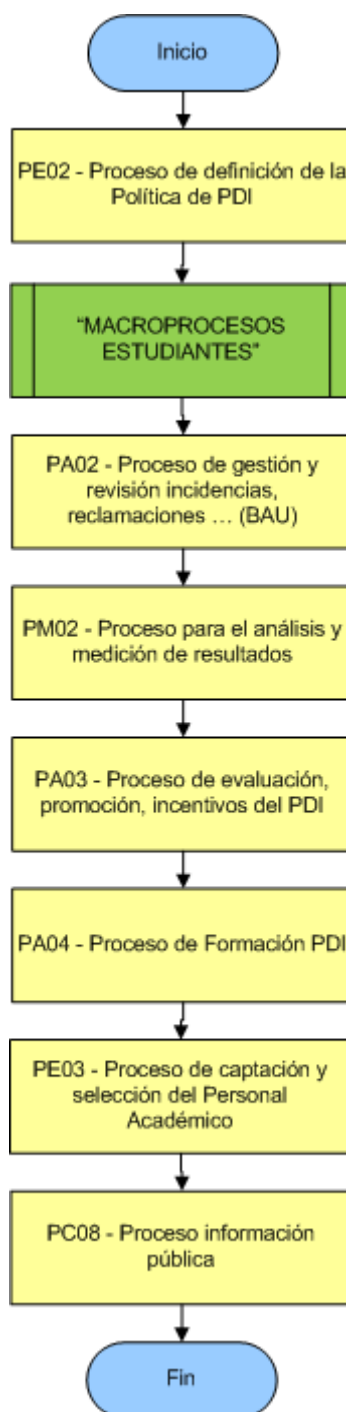 Inicio
PE02 - Proceso de definición de la
Política de PDI
“MACROPROCESOS
ESTUDIANTES”
PA02 - Proceso de gestión y
revisión incidencias,
reclamaciones … (BAU)
PM02 - Proceso para el análisis y
medición de resultados
PA03 - Proceso de evaluación,
promoción, incentivos del PDI
PA04 - Proceso de Formación PDI
PE03 - Proceso de captación y
selección del Personal
Académico
PC08 - Proceso información
pública
Fin